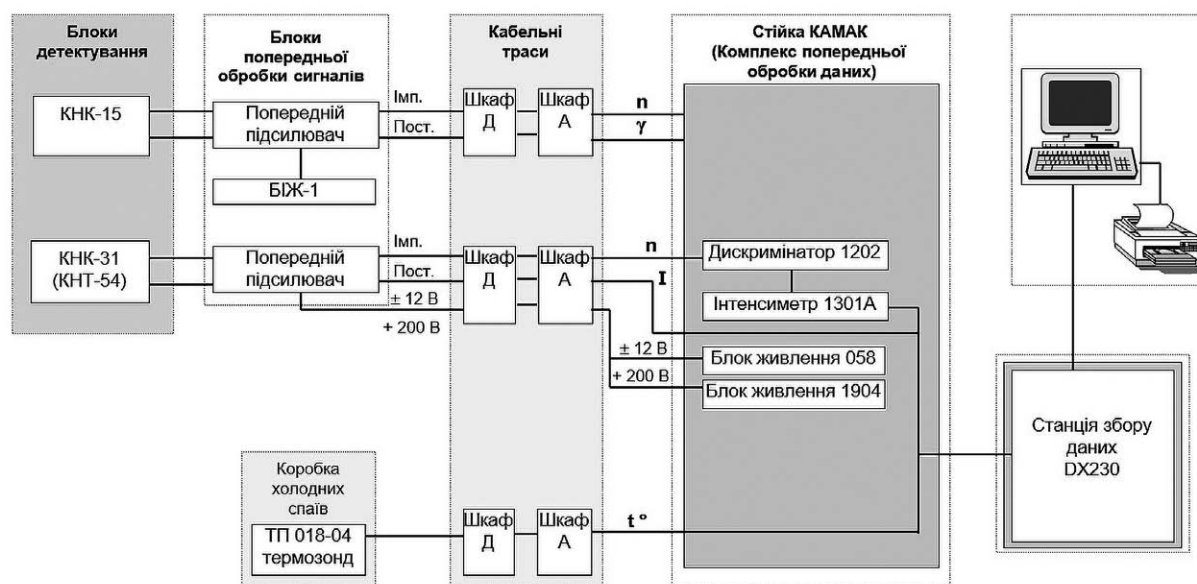 Блоки
детектування
Блоки
попередньої
обробки сигналів
Кабельні
траси
Стійка КАМАК
(Комплекс попередньої
обробки даних)
КНК-15
Попередній
підсилювач
Імп.
Пост.
Шкаф
Д
Шкаф
А
n
γ
БІЖ-1
КНК-31
(КНТ-54)
Попередній
підсилювач
Імп.
Пост.
± 12 В
+ 200 В
Шкаф
Д
Шкаф
А
n
I
Дискримінатор 1202
Інтенсиметр 1301А
± 12 В
Блок живлення 058
+ 200 В
Блок живлення 1904
Станція збору
даних
DX230
Коробка
холодних
спаїв
ТП 018-04
термозонд
Шкаф
Д
Шкаф
А
t °